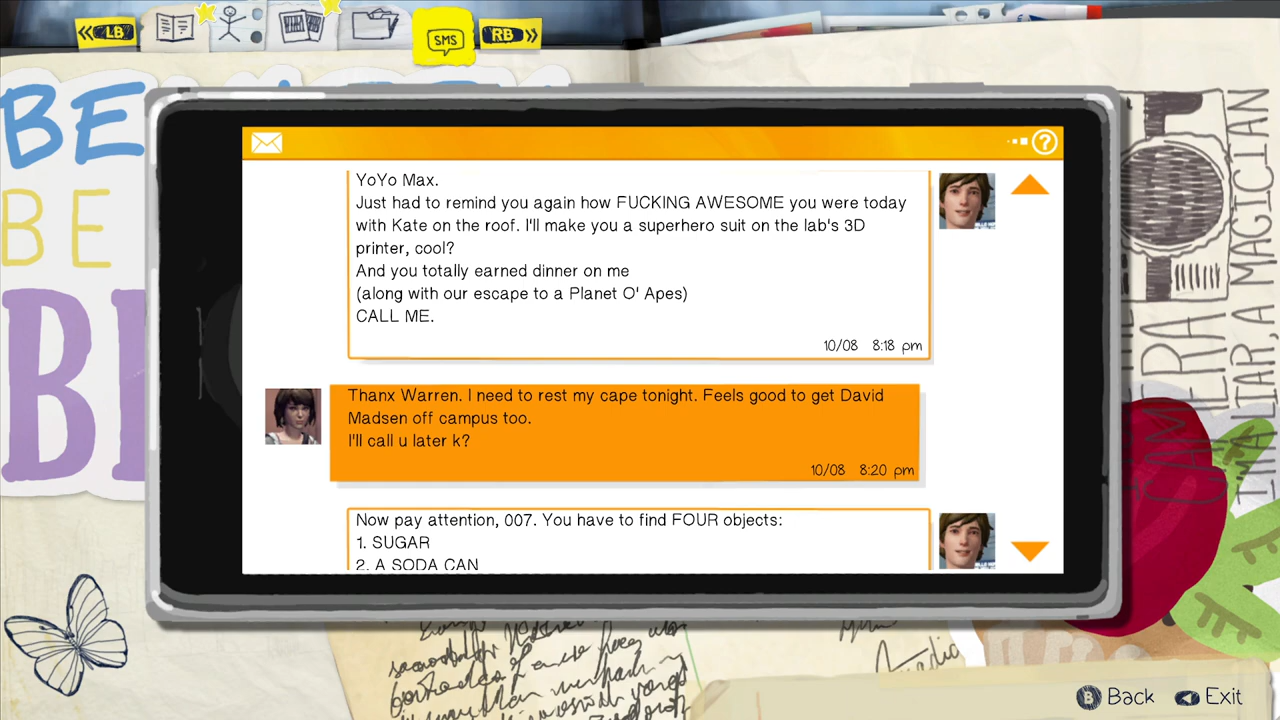 LB
SMS
RB
BE
BE
YoYo Max.
Just had to remind you again how FUCKING AWESOME you were today
with Kate on the roof. I'll make you a superhero suit on the lab's 3D
printer, cool?
And you totally earned dinner on me
(along with our escape to a Planet O' Apes)
CALL ME.
10/08 8:18 pm
Thanx Warren. I need to rest my cape tonight. Feels good to get David
Madsen off campus too.
I'll call u later k?
10/08 8:20 pm
Now pay attention, 007. You have to find FOUR objects:
1. SUGAR
2. A SODA CAN
A MAGICIAN
B Back
Exit